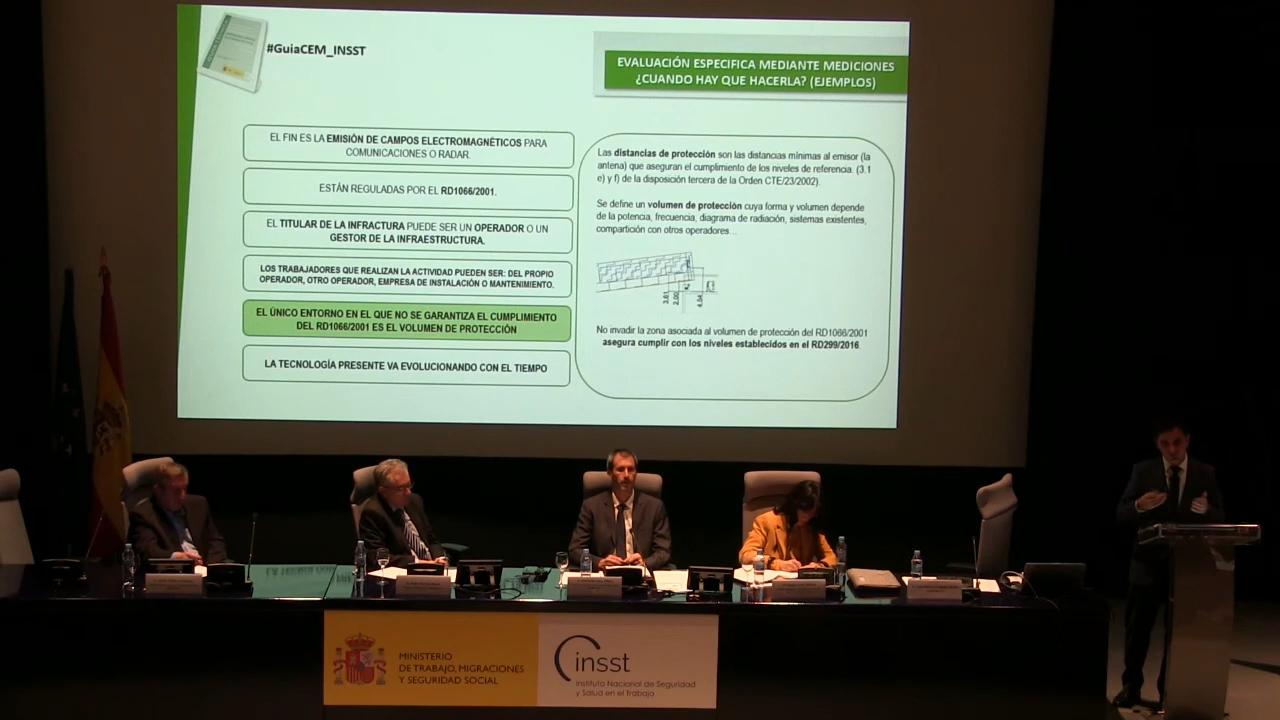 #GuiaCEM_INSST
EVALUACIÓN ESPECIFICA MEDIANTE MEDICIONES
¿CUANDO HAY QUE HACERLA? (EJEMPLOS)
EL FIN ES LA EMISIÓN DE CAMPOS ELECTROMAGNÉTICOS PARA
COMUNICACIONES O RADAR.
ESTÁN REGULADAS POR EL RD1066/2001.
EL TITULAR DE LA INFRACTURA PUEDE SER UN OPERADOR O UN
GESTOR DE LA INFRAESTRUCTURA.
LOS TRABAJADORES QUE REALIZAN LA ACTIVIDAD PUEDEN SER: DEL PROPIO
OPERADOR, OTRO OPERADOR, EMPRESA DE INSTALACIÓN O MANTENIMIENTO.
EL ÚNICO ENTORNO EN EL QUE NO SE GARANTIZA EL CUMPLIMIENTO
DEL RD1066/2001 ES EL VOLUMEN DE PROTECCIÓN
LA TECNOLOGÍA PRESENTE VA EVOLUCIONANDO CON EL TIEMPO
Las distancias de protección son las distancias mínimas al emisor (la
antena) que aseguran el cumplimiento de los niveles de referencia. (3.1
e) y f) de la disposición tercera de la Orden CTE/23/2002).
Se define un volumen de protección cuya forma y volumen depende
de la potencia, frecuencia, diagrama de radiación, sistemas existentes,
compartición con otros operadores…
3,61
2,00
4,94
No invadir la zona asociada al volumen de protección del RD1066/2001
asegura cumplir con los niveles establecidos en el RD299/2016.
MINISTERIO
DE TRABAJO, MIGRACIONES
Y SEGURIDAD SOCIAL
insst
Instituto Nacional de Seguridad
y Salud en el Trabajo